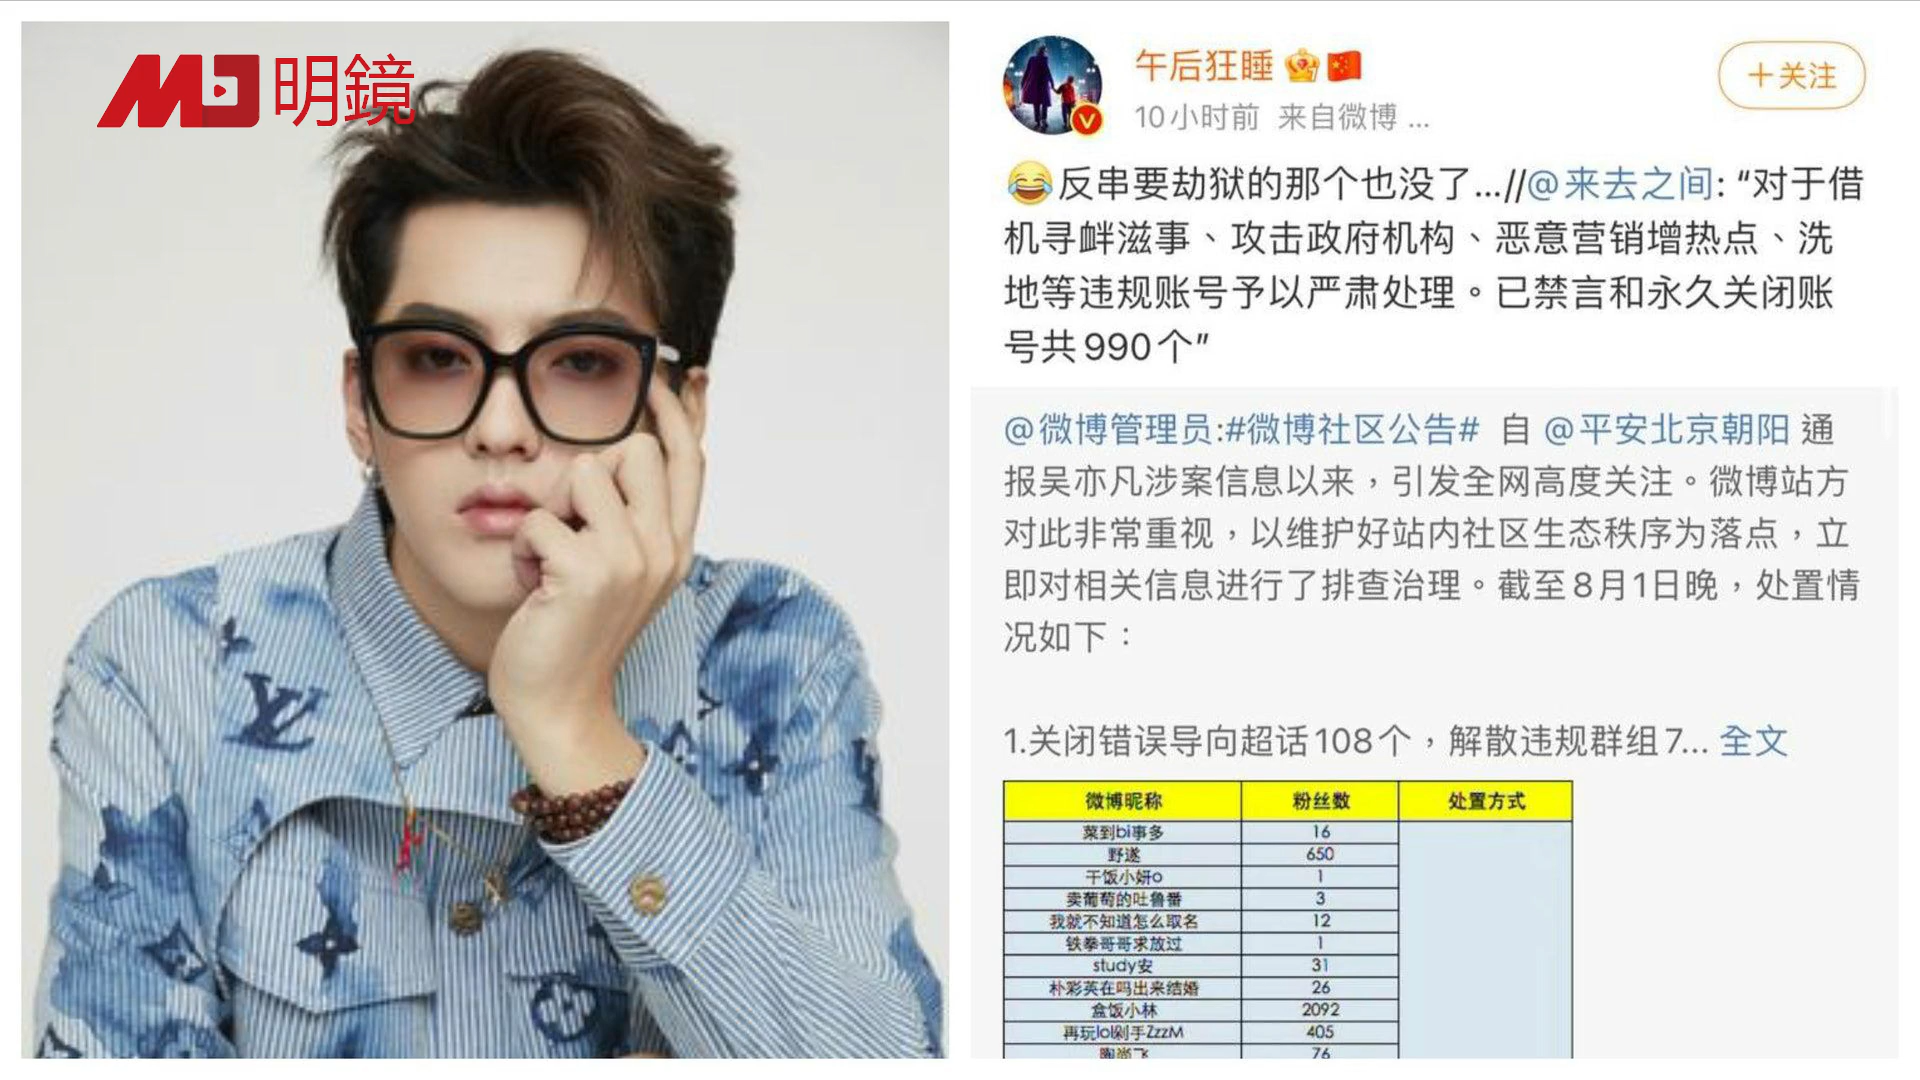 明鏡
午后狂睡
10小时前 来自微博 ...
+关注
反串要劫狱的那个也没了...//@来去之间: “对于借
机寻衅滋事、攻击政府机构、恶意营销增热点、洗
地等违规账号予以严肃处理。已禁言和永久关闭账
号共990个”
@微博管理员:#微博社区公告# 自 @平安北京朝阳 通
报吴亦凡涉案信息以来，引发全网高度关注。微博站方
对此非常重视，以维护好站内社区生态秩序为落点，立
即对相关信息进行了排查治理。截至8月1日晚，处置情
况如下：
1.关闭错误导向超话108个，解散违规群组7... 全文
微博昵称 粉丝数 处置方式
菜到bi事多 16
野遂 650
干饭小妍o 1
卖葡萄的吐鲁番 3
我就不知道怎么取名 12
铁拳哥哥求放过 1
study安 31
朴彩英在吗出来结婚 26
盒饭小林 2092
再玩lol剁手ZzzM 405
76